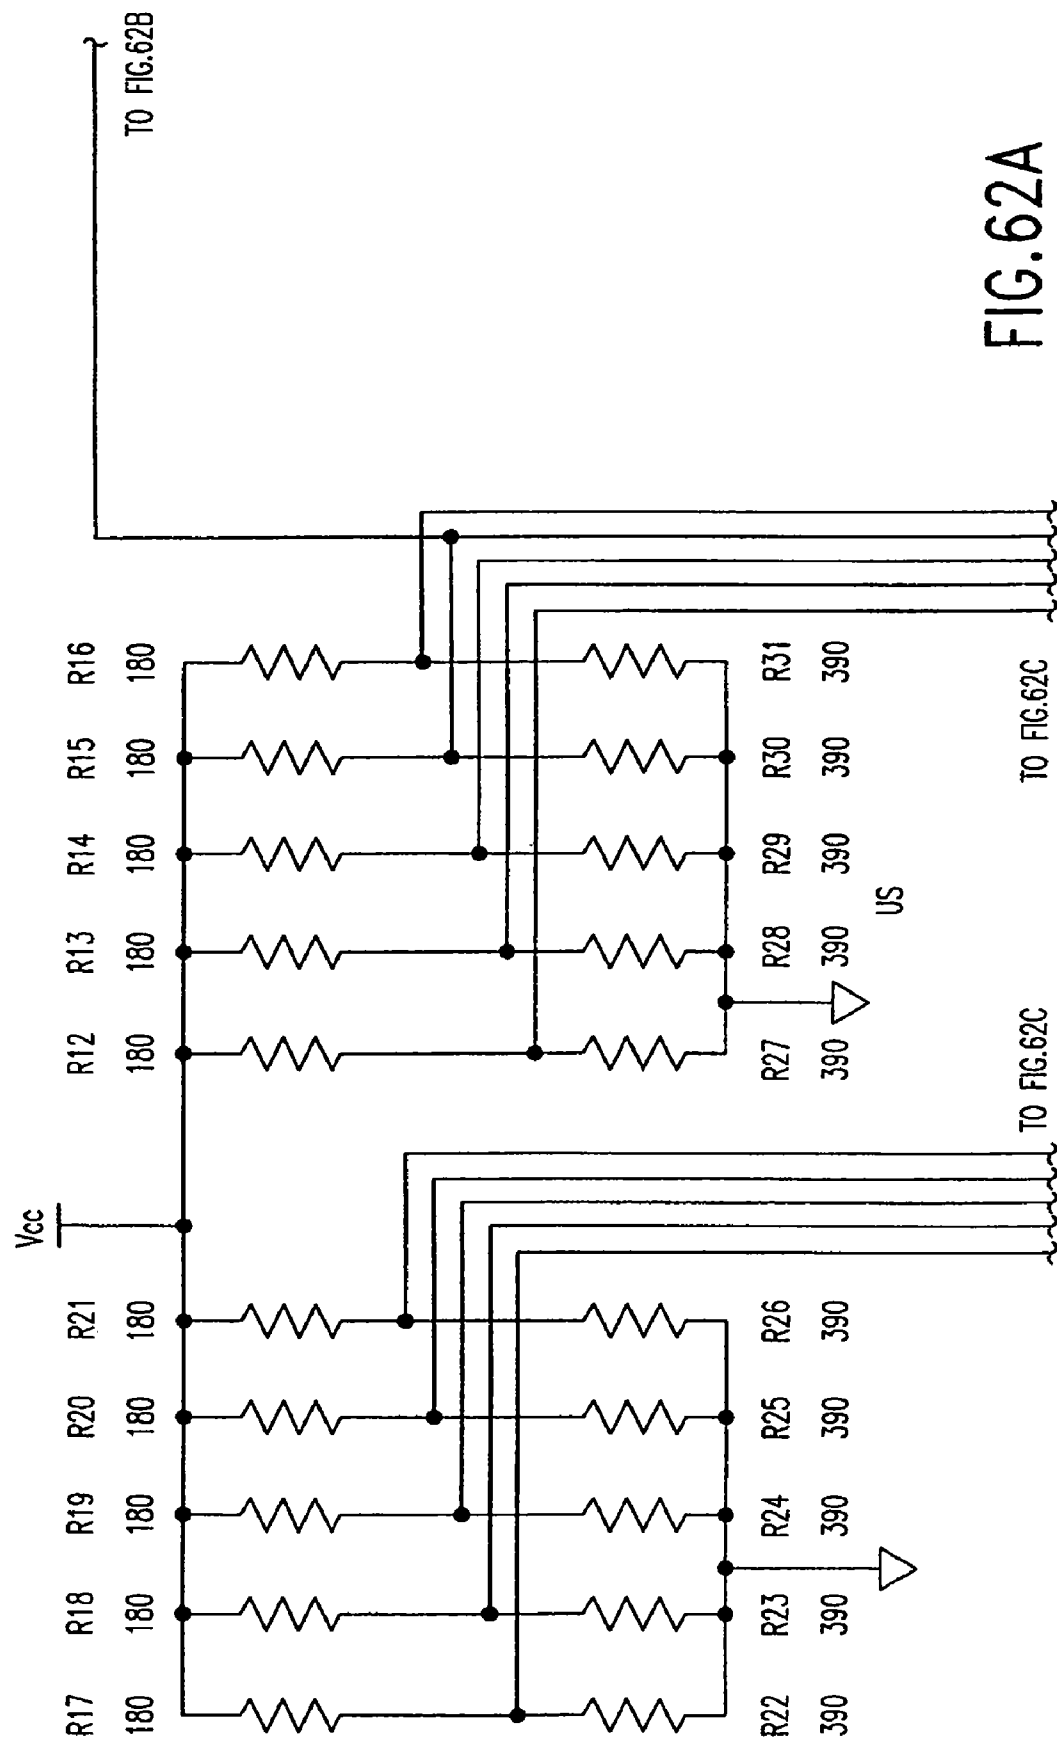 Vcc
TO FIG.62B
R17 R18 R19 R20 R21 R12 R13 R14 R15 R16
180 180 180 180 180 180 180 180 180 180
R22 R23 R24 R25 R26 R27 R28 R29 R30 R31
390 390 390 390 390 390 390 390 390 390
US
TO FIG.62C TO FIG.62C
FIG.62A